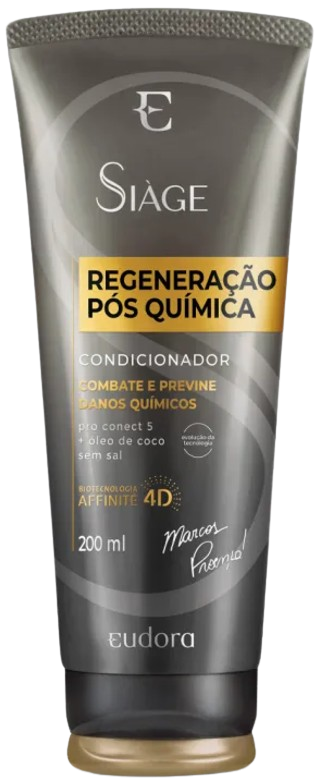 E
SIÀGE
REGENERAÇÃO
PÓS QUÍMICA
CONDICIONADOR
COMBATE E PREVINE
DANOS QUÍMICOS
pro conect 5
+ óleo de coco
sem sal
evolução da
tecnologia
BIOTECNOLOGIA
AFFINITÉ 4D
200 ml
Marcos
Proença!
eudora